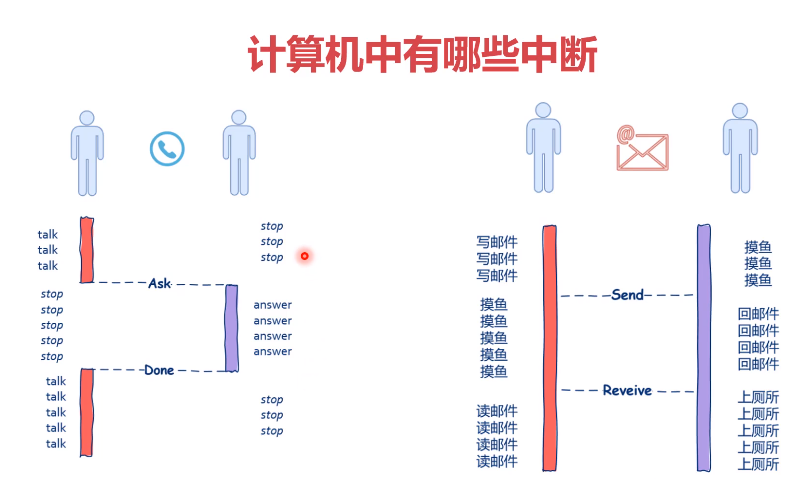 计算机中有哪些中断
@
talk
talk
talk
stop
stop
stop
Ask
stop
stop
stop
stop
stop
answer
answer
answer
answer
Done
talk
talk
talk
talk
talk
stop
stop
stop
写邮件
写邮件
写邮件
摸鱼
摸鱼
摸鱼
Send
摸鱼
摸鱼
摸鱼
摸鱼
摸鱼
回邮件
回邮件
回邮件
回邮件
Reveive
读邮件
读邮件
读邮件
读邮件
上厕所
上厕所
上厕所
上厕所
上厕所